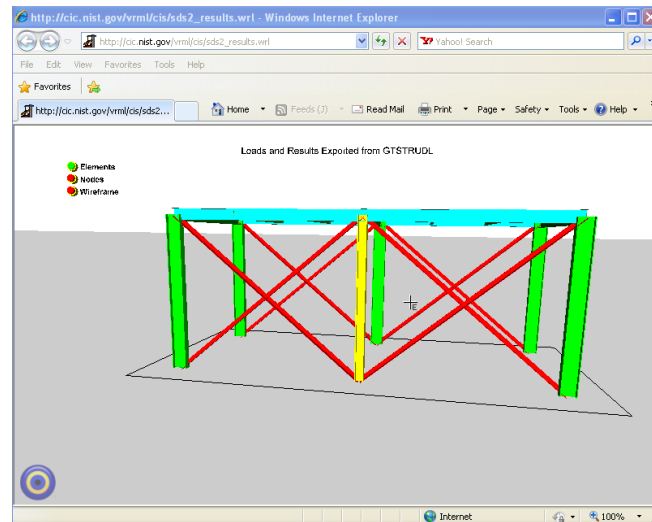 http://cic.nist.gov/vrml/cis/sds2_results.wrl - Windows Internet Explorer
http://cic.nist.gov/vrml/cis/sds2_results.wrl
Yahoo! Search
File Edit View Favorites Tools Help
Favorites
http://cic.nist.gov/vrml/cis/sds2...
Home Feeds (J) Read Mail Print Page Safety Tools Help
Loads and Results Exported from GTSTRUDL
Elements
Nodes
Wireframe
E
Internet 100%